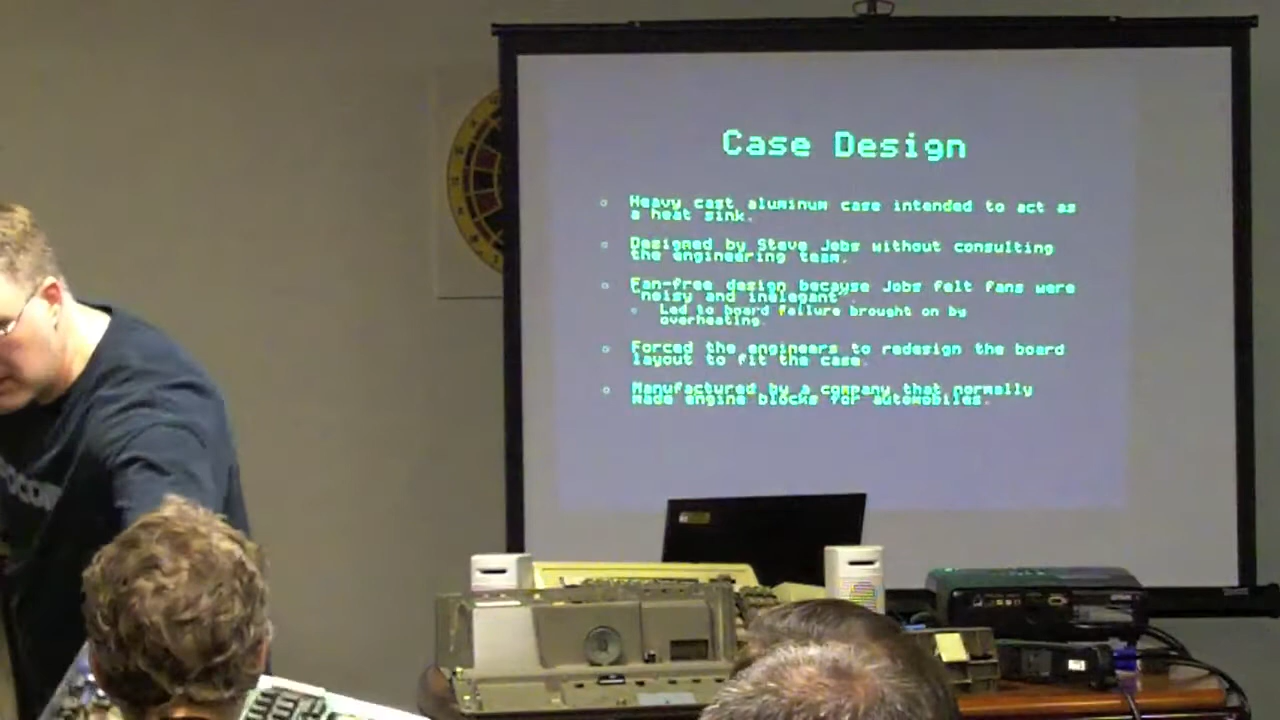 Case Design
Heavy cast aluminum case intended to act as
a heat sink.
Designed by Steve Jobs without consulting
the engineering team.
Fan-free design because Jobs felt fans were
"noisy and inelegant"
Led to board failure brought on by
overheating.
Forced the engineers to redesign the board
layout to fit the case.
Manufactured by a company that normally
made engine blocks for automobiles.